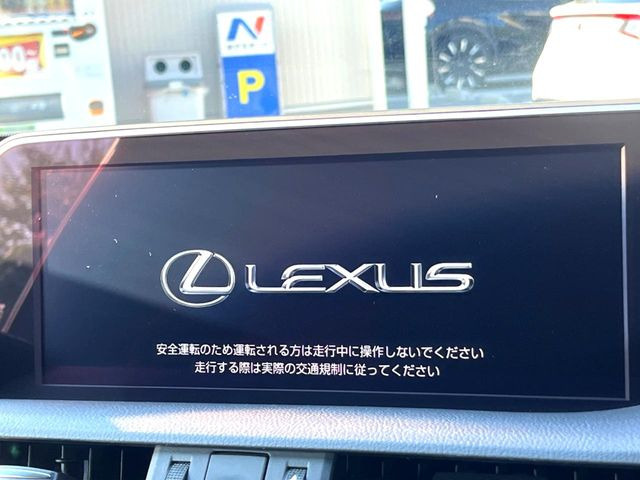 N
P
LEXUS
安全運転のため運転される方は走行中に操作しないでください
走行する際は実際の交通規制に従ってください